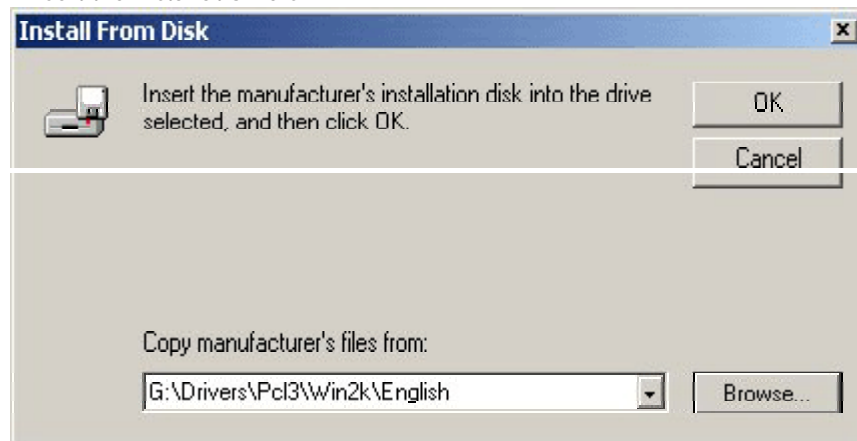 Install From Disk
Insert the manufacturer's installation disk into the drive
selected, and then click OK.
OK
Cancel
Copy manufacturer's files from:
G:\Drivers\Pcl3\Win2k\English
Browse...